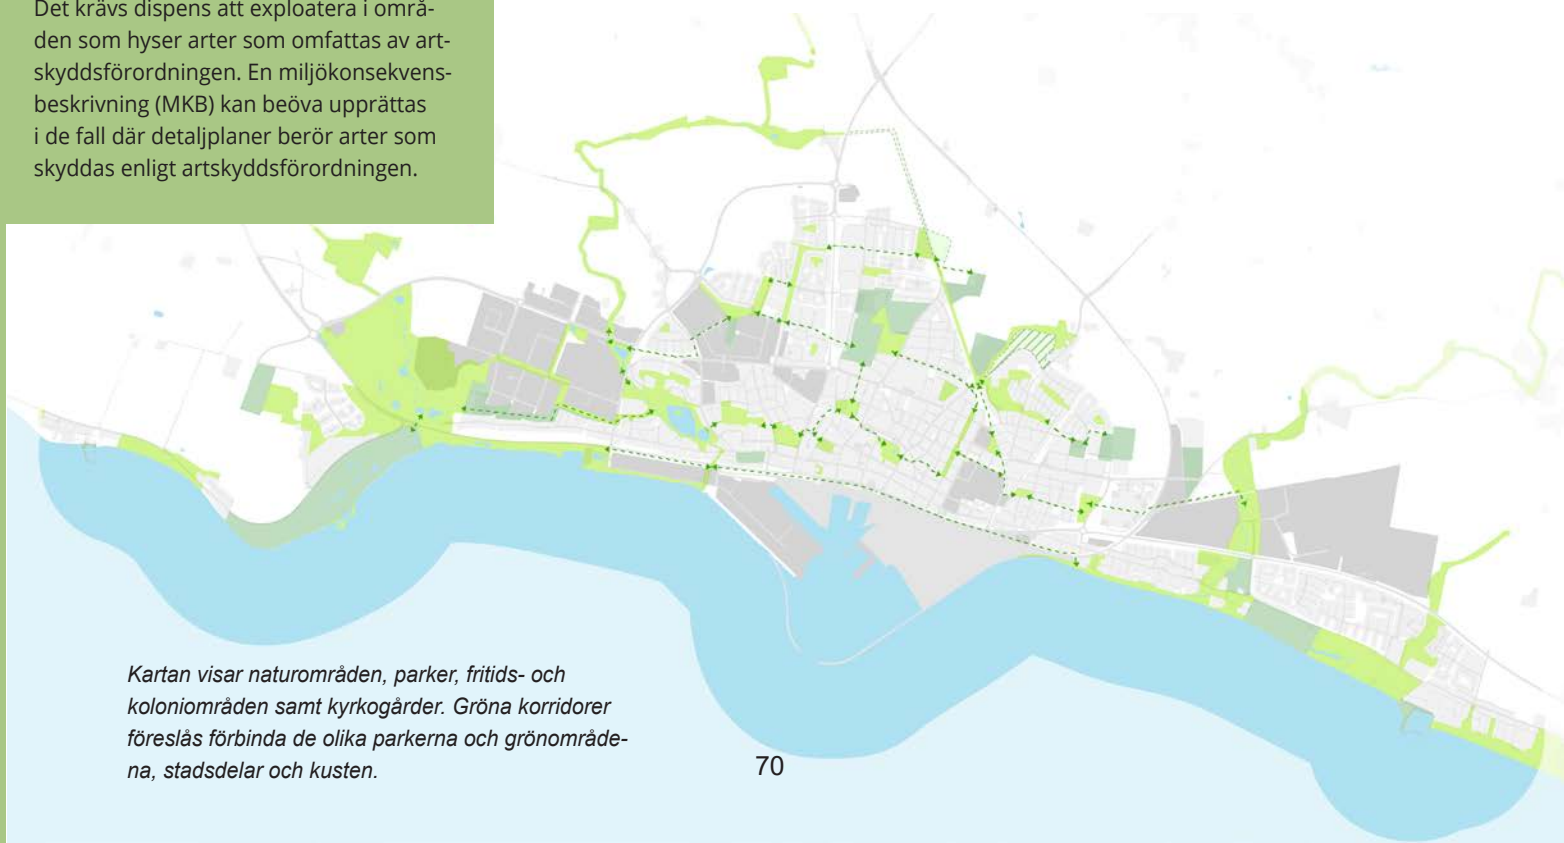 Det krävs dispens att exploatera i områ-
den som hyser arter som omfattas av art-
skyddsförordningen. En miljökonsekvens-
beskrivning (MKB) kan beöva upprättas
i de fall där detaljplaner berör arter som
skyddas enligt artskyddsförordningen.
Kartan visar naturområden, parker, fritids- och
koloniområden samt kyrkogårder. Gröna korridorer
föreslås förbinda de olika parkerna och grönområde-
na, stadsdelar och kusten.
70